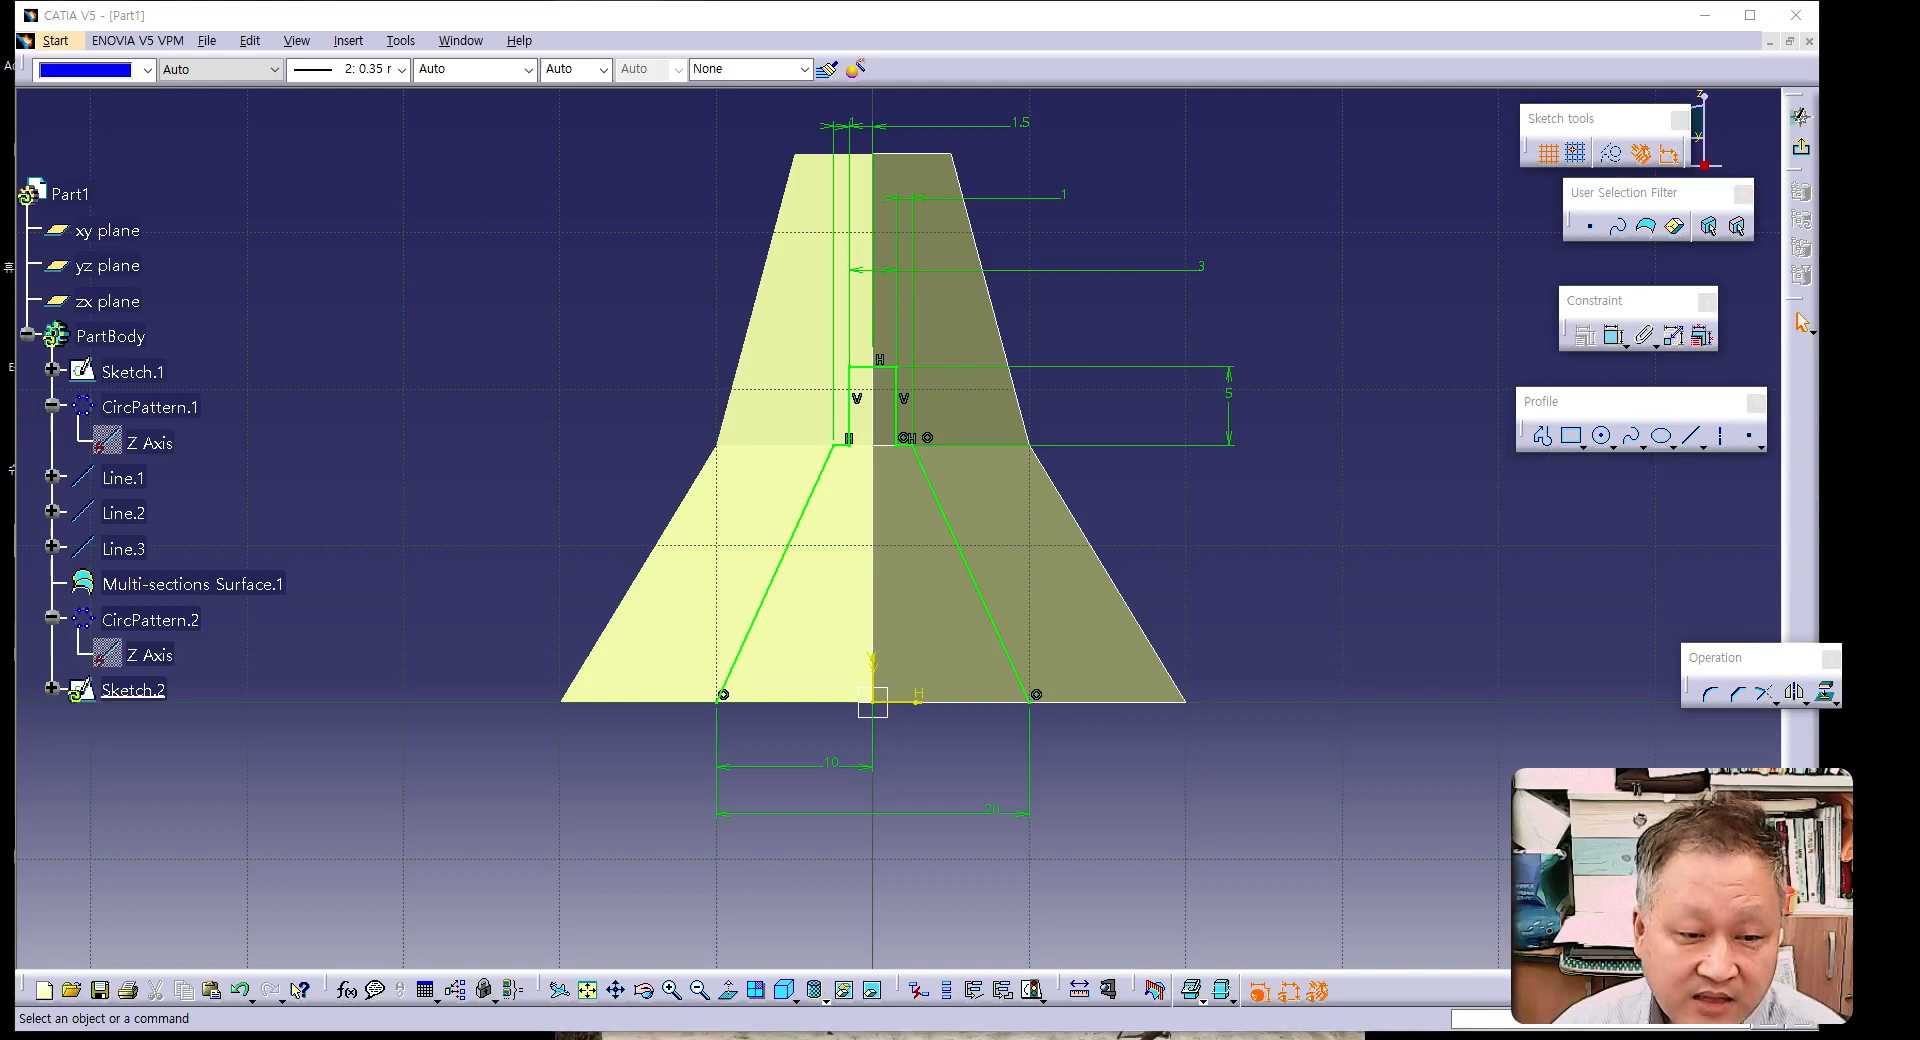 CATIA V5 - [Part1]
Start ENOVIA V5 VPM File Edit View Insert Tools Window Help
Auto 2: 0.35 r Auto Auto Auto None
Sketch tools
User Selection Filter
Constraint
Profile
Operation
Part1
xy plane
yz plane
zx plane
PartBody
Sketch.1
CircPattern.1
Z Axis
Line.1
Line.2
Line.3
Multi-sections Surface.1
CircPattern.2
Z Axis
Sketch.2
1 1.5
1
3
H
5
V V
H H
10
20
H
z
y
f(x)
Select an object or a command